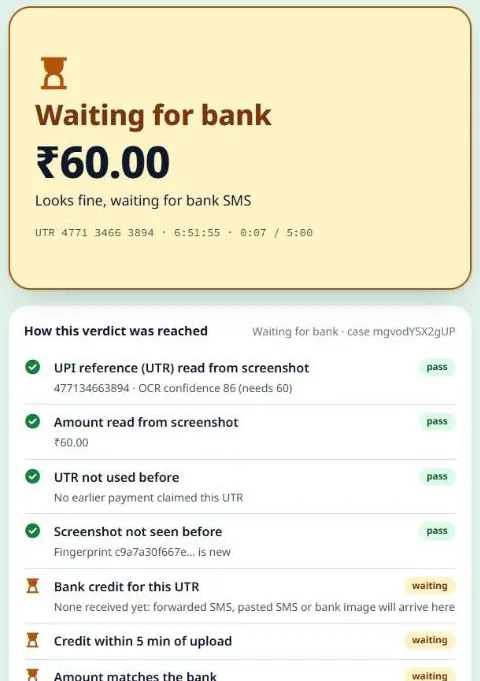 Waiting for bank
₹60.00
Looks fine, waiting for bank SMS
UTR 4771 3466 3894 · 6:51:55 · 0:07 / 5:00
How this verdict was reached
Waiting for bank · case mgvodYSX2gUP
UPI reference (UTR) read from screenshot
pass
477134663894 · OCR confidence 86 (needs 60)
Amount read from screenshot
pass
₹60.00
UTR not used before
pass
No earlier payment claimed this UTR
Screenshot not seen before
pass
Fingerprint c9a7a30f667e… is new
Bank credit for this UTR
waiting
None received yet: forwarded SMS, pasted SMS or bank image will arrive here
Credit within 5 min of upload
waiting
Amount matches the bank
waiting